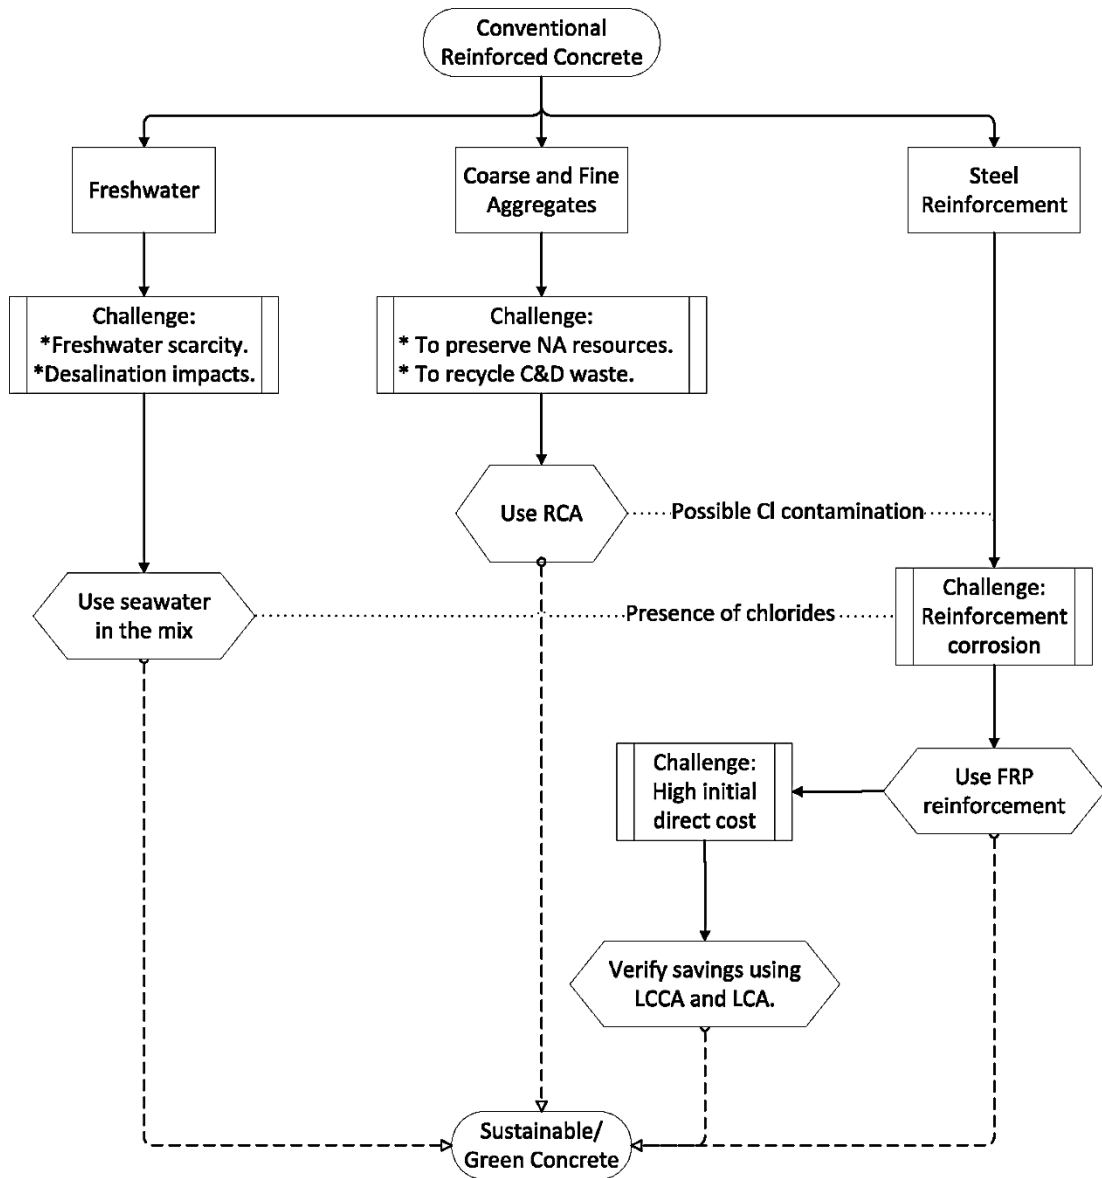 Conventional
Reinforced Concrete
Freshwater
Coarse and Fine
Aggregates
Steel
Reinforcement
Challenge:
*Freshwater scarcity.
*Desalination impacts.
Challenge:
* To preserve NA resources.
* To recycle C&D waste.
Use RCA
Possible Cl contamination
Use seawater
in the mix
Presence of chlorides
Challenge:
Reinforcement
corrosion
Challenge:
High initial
direct cost
Use FRP
reinforcement
Verify savings using
LCCA and LCA.
Sustainable/
Green Concrete